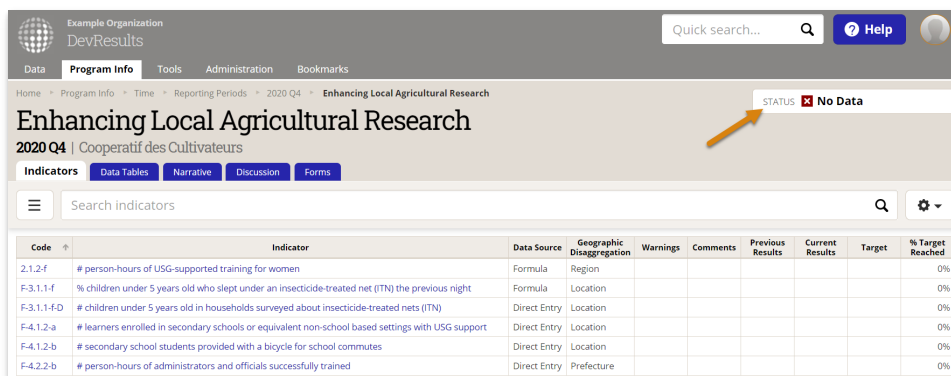 Example Organization
DevResults
Quick search...
Help
Data Program Info Tools Administration Bookmarks
Home Program Info Time Reporting Periods 2020 Q4 Enhancing Local Agricultural Research
STATUS No Data
Enhancing Local Agricultural Research
2020 Q4 | Cooperatif des Cultivateurs
Indicators Data Tables Narrative Discussion Forms
Search indicators
Code Indicator Data Source Geographic Disaggregation Warnings Comments Previous Results Current Results Target % Target Reached
2.1.2-f # person-hours of USG-supported training for women Formula Region 0%
F-3.1.1-f % children under 5 years old who slept under an insecticide-treated net (ITN) the previous night Formula Location 0%
F-3.1.1-f-D # children under 5 years old in households surveyed about insecticide-treated nets (ITN) Direct Entry Location 0%
F-4.1.2-a # learners enrolled in secondary schools or equivalent non-school based settings with USG support Direct Entry Location 0%
F-4.1.2-b # secondary school students provided with a bicycle for school commutes Direct Entry Location 0%
F-4.2.2-b # person-hours of administrators and officials successfully trained Direct Entry Prefecture 0%